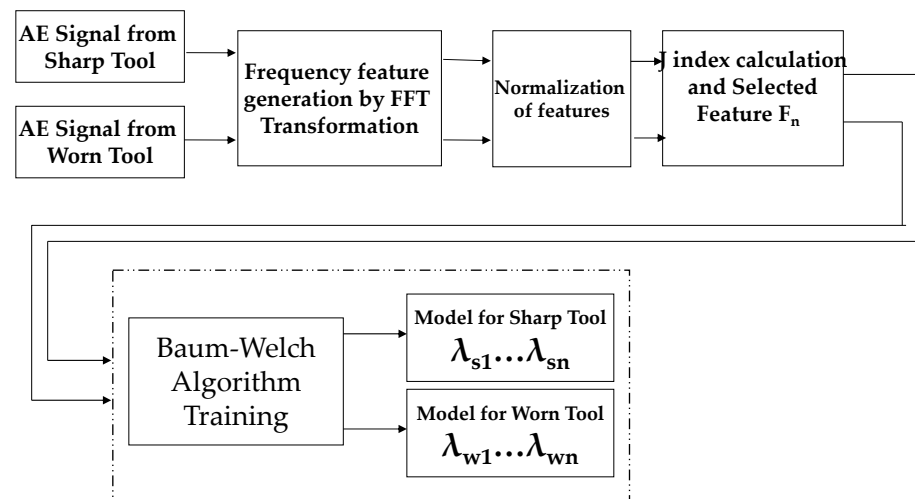 AE Signal from
Sharp Tool
AE Signal from
Worn Tool
Frequency feature
generation by FFT
Transformation
Normalization
of features
J index calculation
and Selected
Feature Fₙ
Baum-Welch
Algorithm
Training
Model for Sharp Tool
λs1…λsn
Model for Worn Tool
λw1…λwn